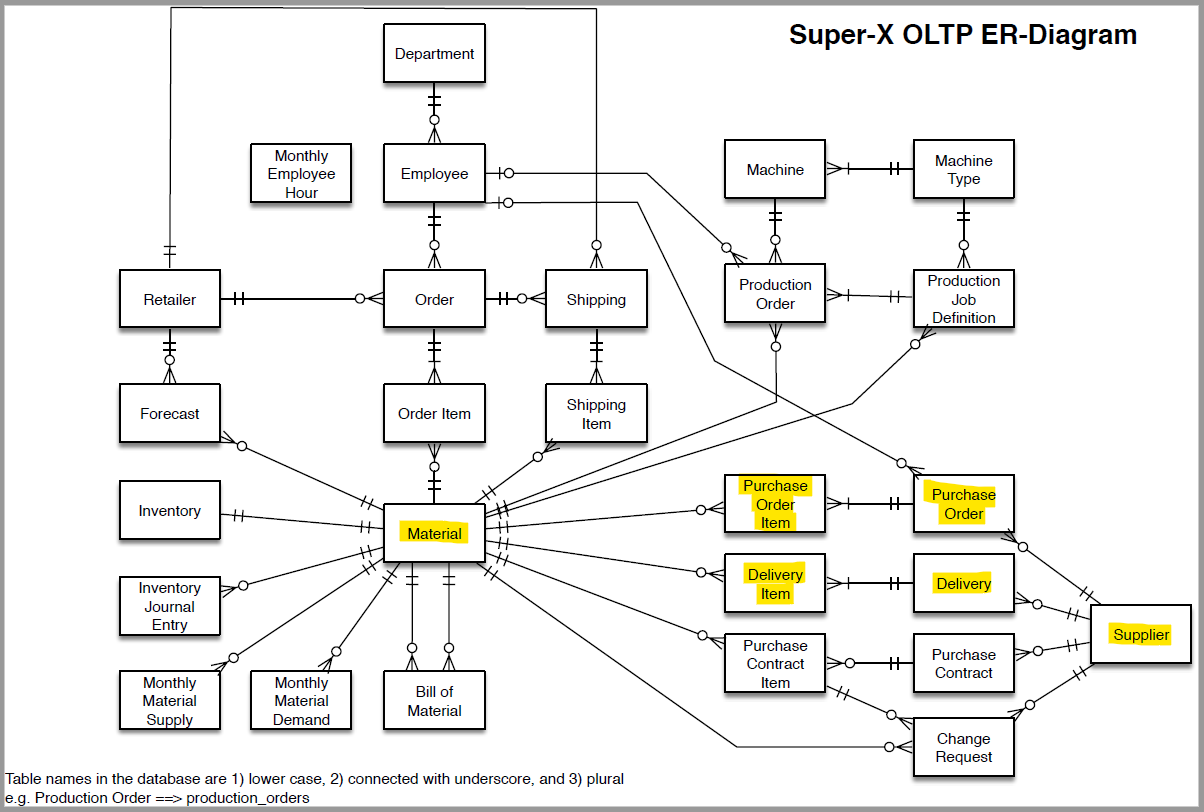 Super-X OLTP ER-Diagram
Department
Monthly
Employee
Hour
Employee
Machine
Machine
Type
Retailer
Order
Shipping
Production
Order
Production
Job
Definition
Forecast
Order Item
Shipping
Item
Inventory
Material
Purchase
Order
Item
Purchase
Order
Inventory
Journal
Entry
Delivery
Item
Delivery
Supplier
Monthly
Material
Supply
Monthly
Material
Demand
Bill of
Material
Purchase
Contract
Item
Purchase
Contract
Change
Request
Table names in the database are 1) lower case, 2) connected with underscore, and 3) plural
e.g. Production Order ==> production_orders